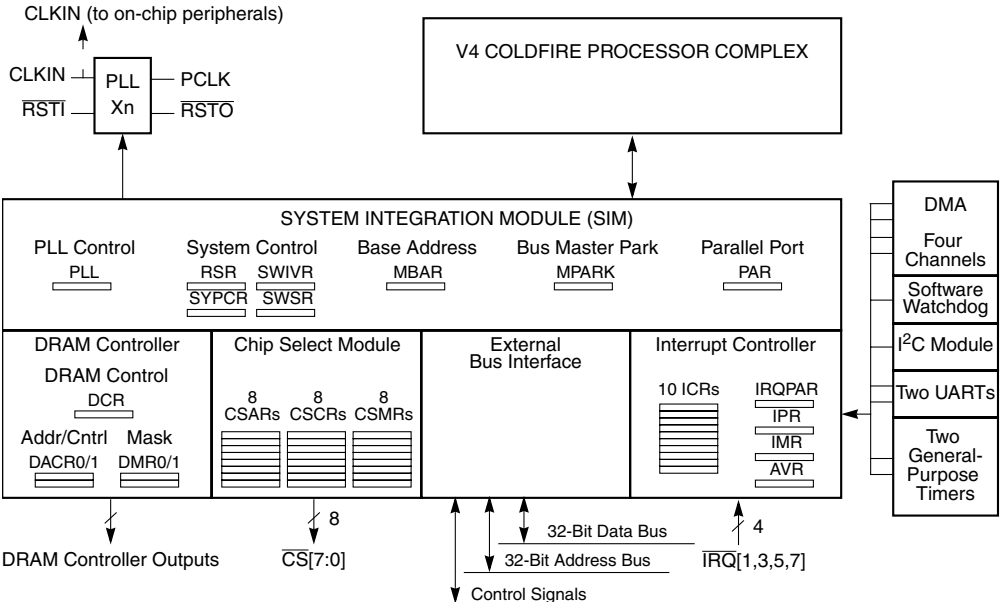 CLKIN (to on-chip peripherals)
CLKIN
PLL
Xn
PCLK
RSTI
RSTO
V4 COLDFIRE PROCESSOR COMPLEX
SYSTEM INTEGRATION MODULE (SIM)
PLL Control
PLL
System Control
RSR
SWIVR
SYPCR
SWSR
Base Address
MBAR
Bus Master Park
MPARK
Parallel Port
PAR
DRAM Controller
DRAM Control
DCR
Addr/Cntrl
Mask
DACR0/1
DMR0/1
Chip Select Module
8
CSARs
8
CSCRs
8
CSMRs
External
Bus Interface
Interrupt Controller
10 ICRs
IRQPAR
IPR
IMR
AVR
DMA
Four
Channels
Software
Watchdog
I²C Module
Two UARTs
Two
General-
Purpose
Timers
DRAM Controller Outputs
8
CS[7:0]
32-Bit Data Bus
32-Bit Address Bus
Control Signals
4
IRQ[1,3,5,7]